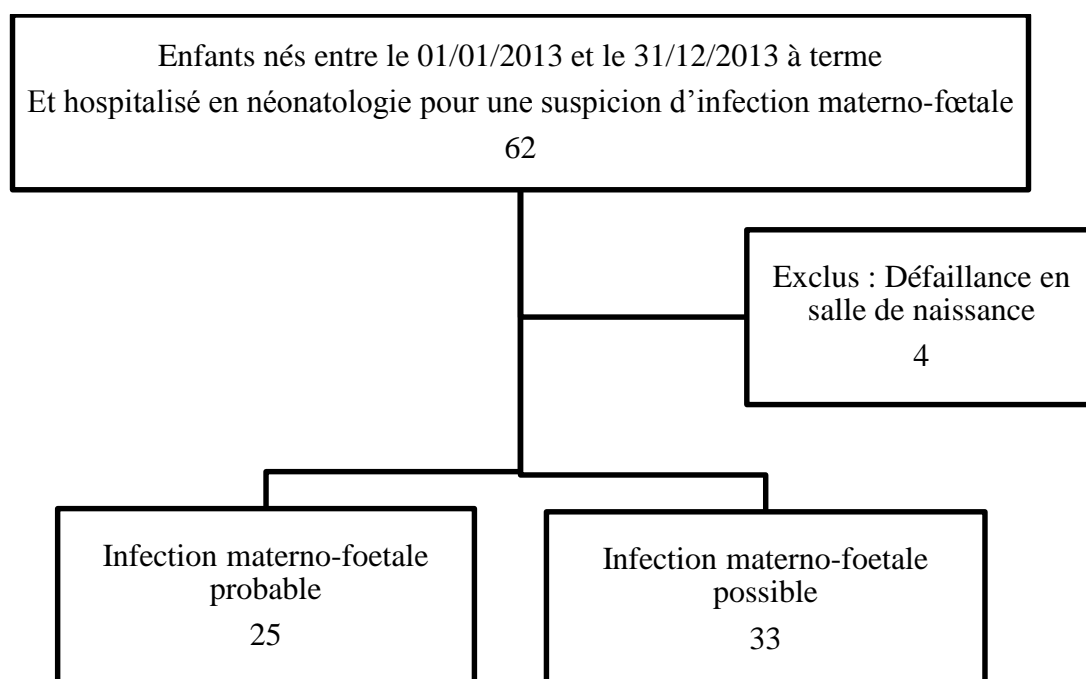 Enfants nés entre le 01/01/2013 et le 31/12/2013 à terme
Et hospitalisé en néonatologie pour une suspicion d’infection materno-fœtale
62
Exclus : Défaillance en
salle de naissance
4
Infection materno-foetale
probable
25
Infection materno-foetale
possible
33